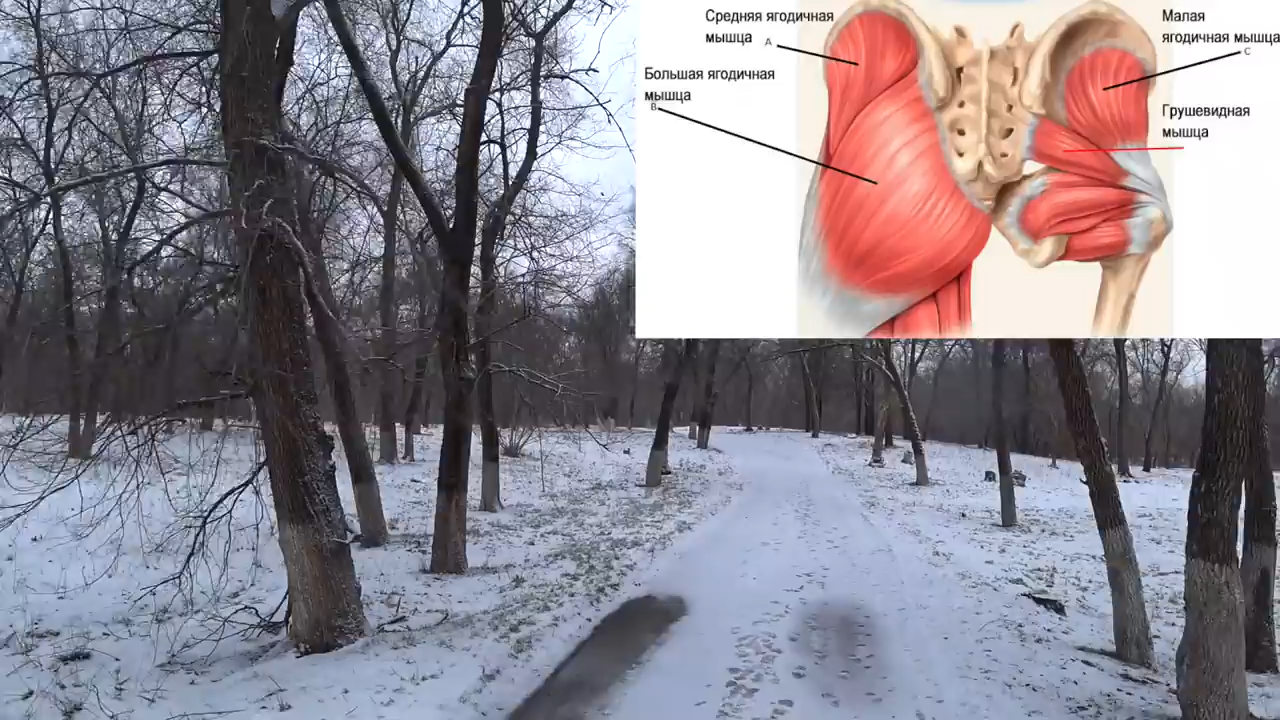 Средняя ягодичная
мышца
A
Большая ягодичная
мышца
B
Малая
ягодичная мышца
C
Грушевидная
мышца